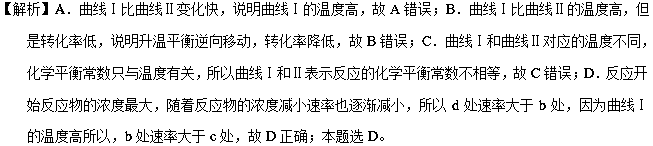 【解析】A．曲线Ⅰ比曲线Ⅱ变化快，说明曲线Ⅰ的温度高，故 A 错误；B．曲线Ⅰ比曲线Ⅱ的温度高，但
是转化率低，说明升温平衡逆向移动，转化率降低，故 B 错误；C．曲线Ⅰ和曲线Ⅱ对应的温度不同，
化学平衡常数只与温度有关，所以曲线Ⅰ和Ⅱ表示反应的化学平衡常数不相等，故 C 错误；D．反应开
始反应物的浓度最大，随着反应物的浓度减小速率也逐渐减小，所以 d 处速率大于 b 处，因为曲线Ⅰ
的温度高所以，b 处速率大于 c 处，故 D 正确；本题选 D。